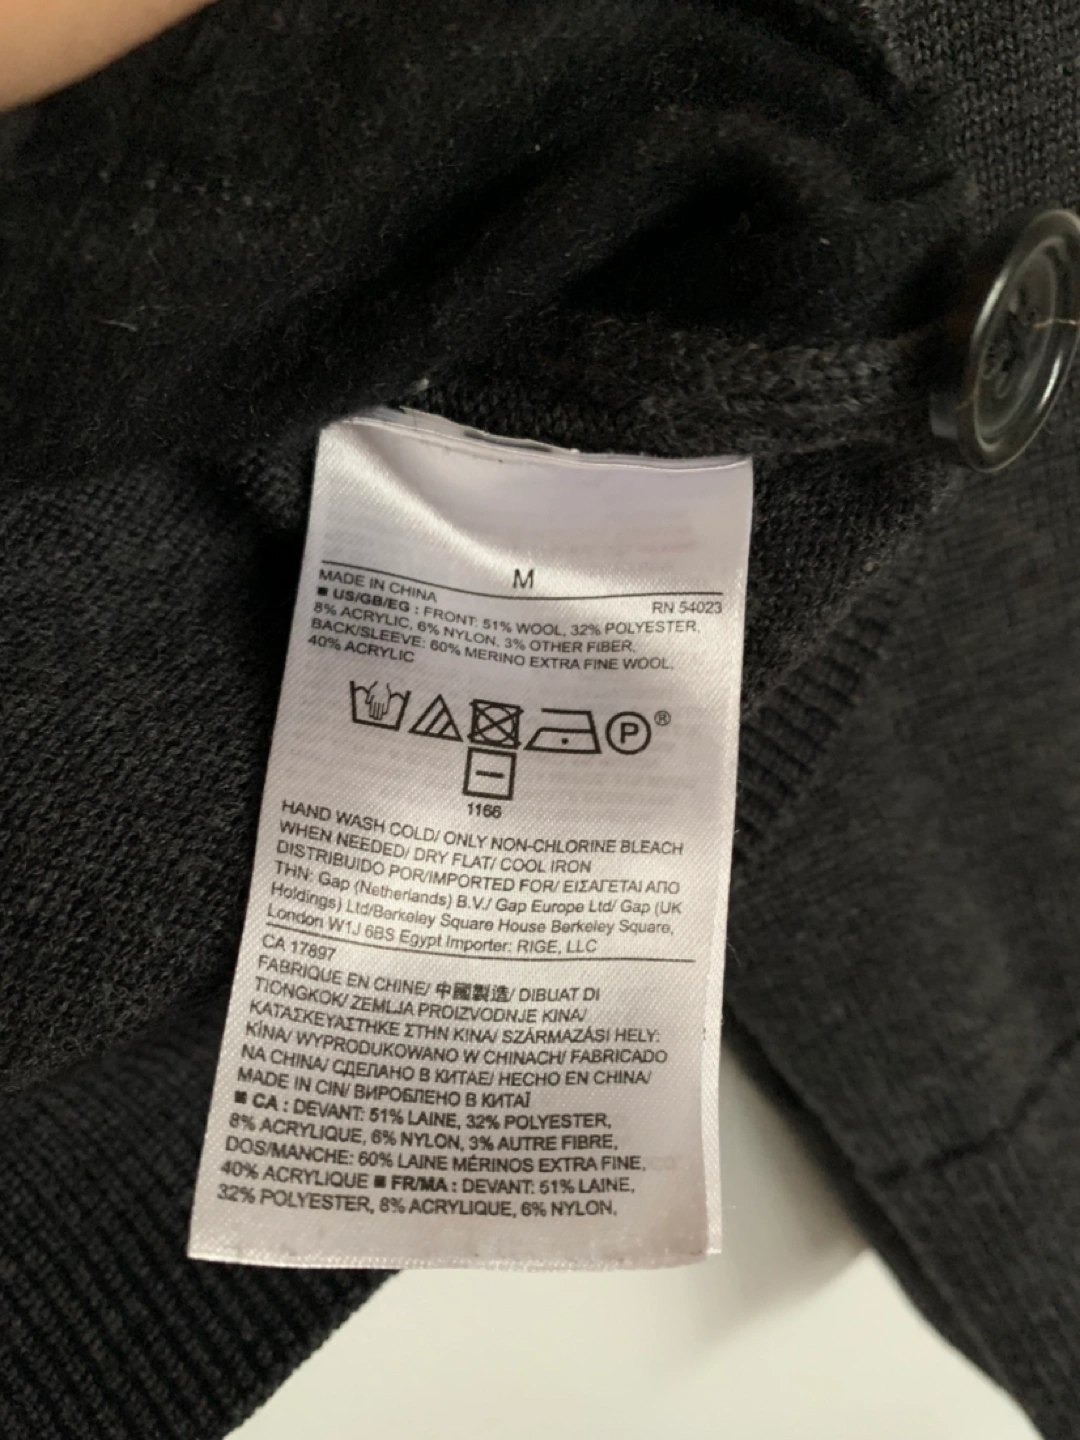 M
MADE IN CHINA
RN 54023
■ US/GB/EG : FRONT: 51% WOOL, 32% POLYESTER,
8% ACRYLIC, 6% NYLON, 3% OTHER FIBER,
BACK/SLEEVE: 60% MERINO EXTRA FINE WOOL,
40% ACRYLIC
P®
1166
HAND WASH COLD/ ONLY NON-CHLORINE BLEACH
WHEN NEEDED/ DRY FLAT/ COOL IRON
DISTRIBUIDO POR/IMPORTED FOR/ ΕΙΣΑΓΕΤΑΙ ΑΠΟ
THN: Gap (Netherlands) B.V./ Gap Europe Ltd/ Gap (UK
Holdings) Ltd/Berkeley Square House Berkeley Square,
London W1J 6BS Egypt Importer: RIGE, LLC
CA 17897
FABRIQUE EN CHINE/ 中國製造/ DIBUAT DI
TIONGKOK/ ZEMLJA PROIZVODNJE KINA/
ΚΑΤΑΣΚΕΥΑΣΤΗΚΕ ΣΤΗΝ ΚΙΝΑ/ SZÁRMAZÁSI HELY:
KÍNA/ WYPRODUKOWANO W CHINACH/ FABRICADO
NA CHINA/ СДЕЛАНО В КИТАЕ/ HECHO EN CHINA/
MADE IN CIN/ ВИРОБЛЕНО В КИТАЇ
■ CA : DEVANT: 51% LAINE, 32% POLYESTER,
8% ACRYLIQUE, 6% NYLON, 3% AUTRE FIBRE,
DOS/MANCHE: 60% LAINE MÉRINOS EXTRA FINE,
40% ACRYLIQUE ■ FR/MA : DEVANT: 51% LAINE,
32% POLYESTER, 8% ACRYLIQUE, 6% NYLON,